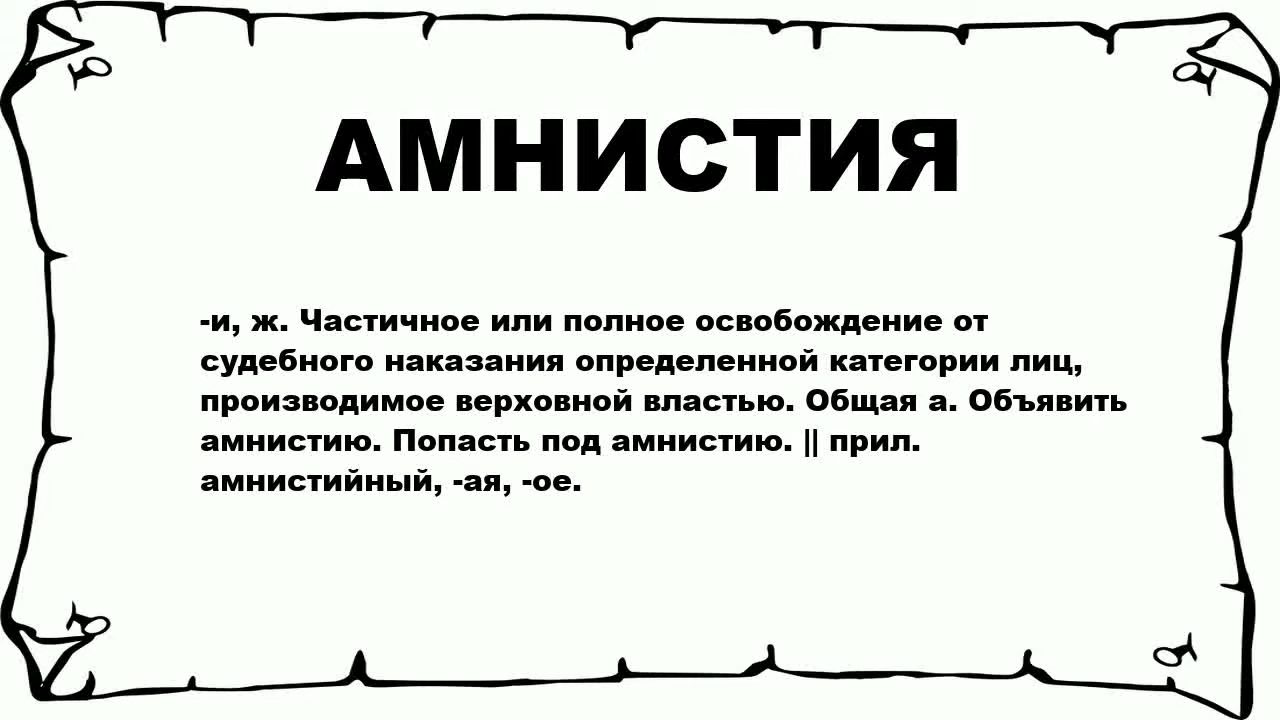 АМНИСТИЯ
-и, ж. Частичное или полное освобождение от
судебного наказания определенной категории лиц,
производимое верховной властью. Общая а. Объявить
амнистию. Попасть под амнистию. || прил.
амнистийный, -ая, -ое.